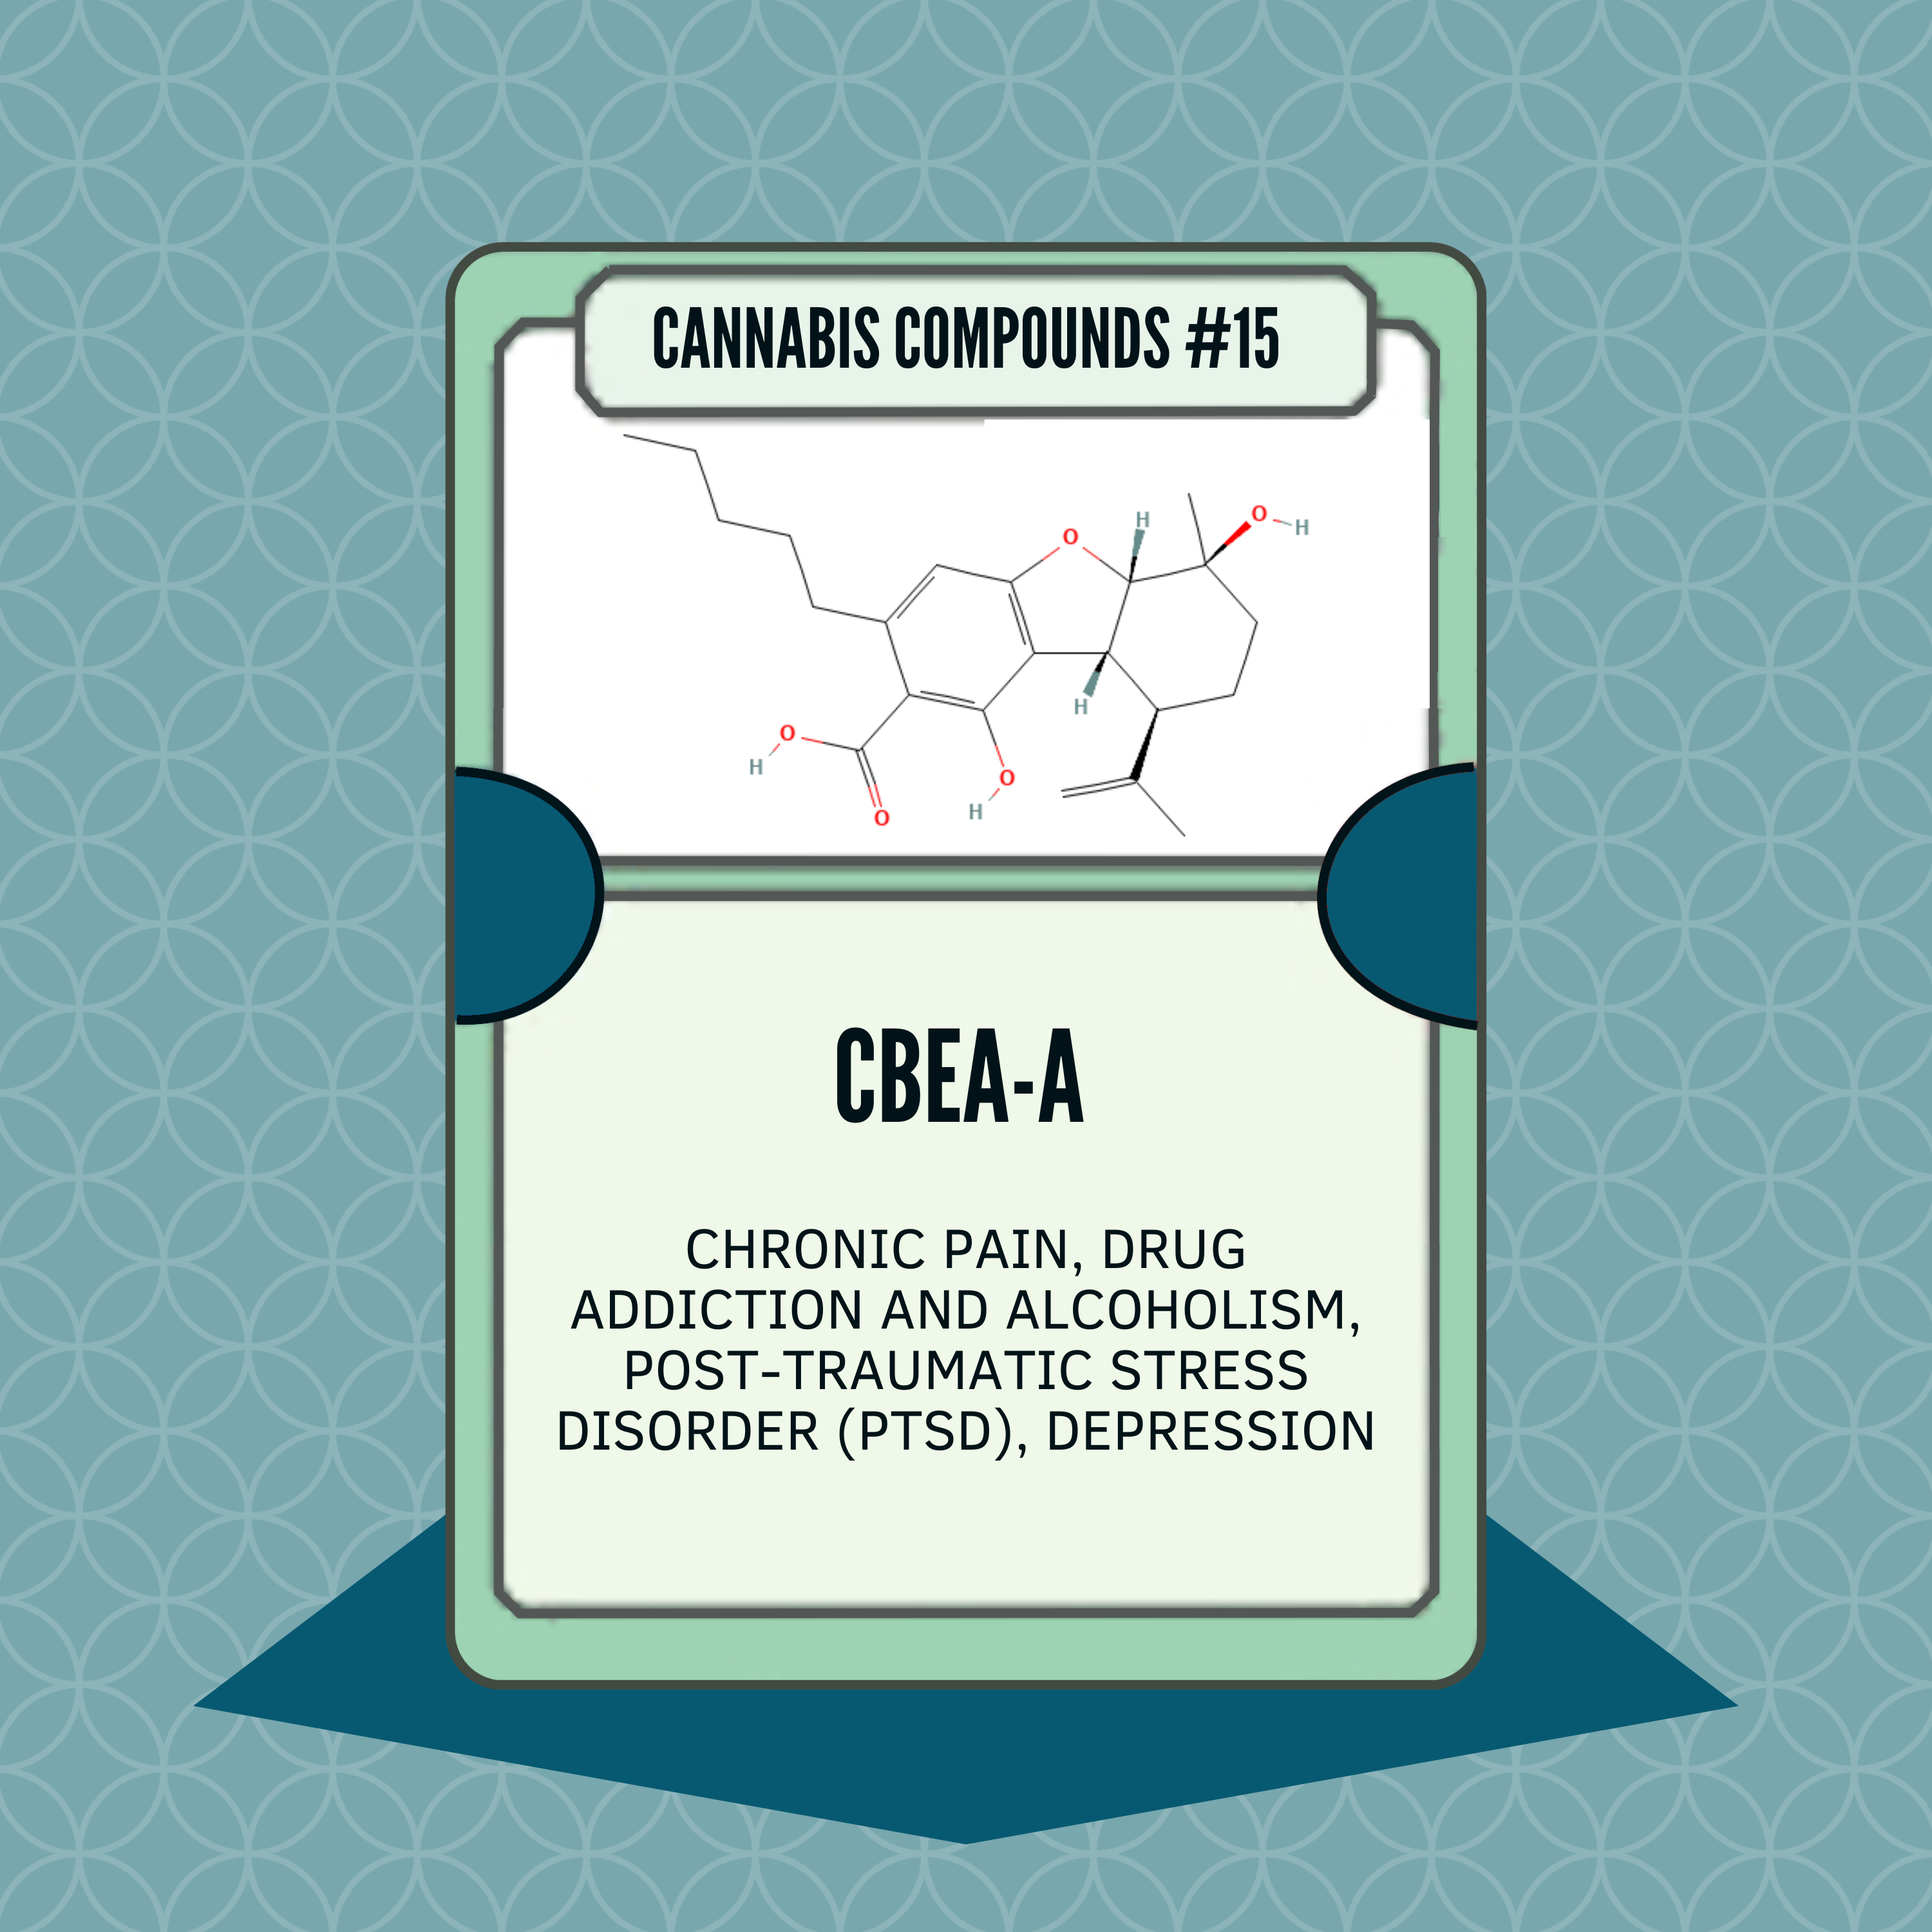 CANNABIS COMPOUNDS #15
O
H
O
H
H
O
H
O
H
O
CBEA-A
CHRONIC PAIN, DRUG
ADDICTION AND ALCOHOLISM,
POST-TRAUMATIC STRESS
DISORDER (PTSD), DEPRESSION